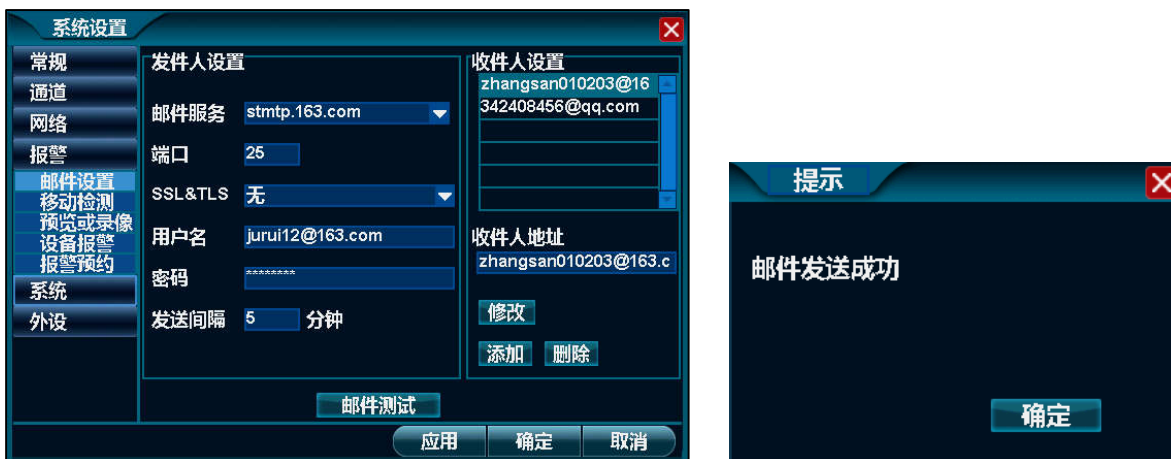 系统设置
常规
通道
网络
报警
邮件设置
移动检测
预览或录像
设备报警
报警预约
系统
外设
发件人设置
邮件服务 stmtp.163.com
端口 25
SSL&TLS 无
用户名 jurui12@163.com
密码 ********
发送间隔 5 分钟
收件人设置
zhangsan010203@16
342408456@qq.com
收件人地址
zhangsan010203@163.c
修改
添加 删除
邮件测试
应用 确定 取消
提示
邮件发送成功
确定